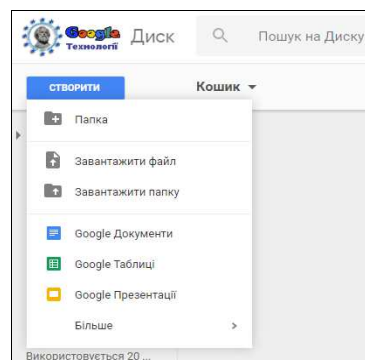 Google Технології Диск Пошук на Диску
СТВОРИТИ Кошик
Папка
Завантажити файл
Завантажити папку
Google Документи
Google Таблиці
Google Презентації
Більше
Використовується 20 ...